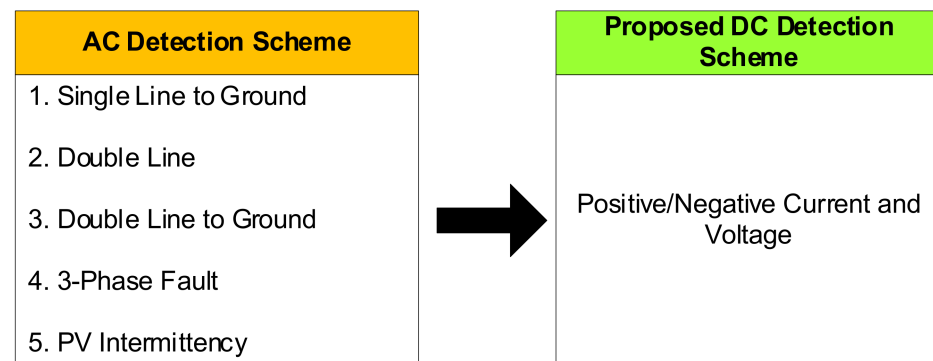 AC Detection Scheme
1. Single Line to Ground
2. Double Line
3. Double Line to Ground
4. 3-Phase Fault
5. PV Intermittency
Proposed DC Detection
Scheme
Positive/Negative Current and
Voltage